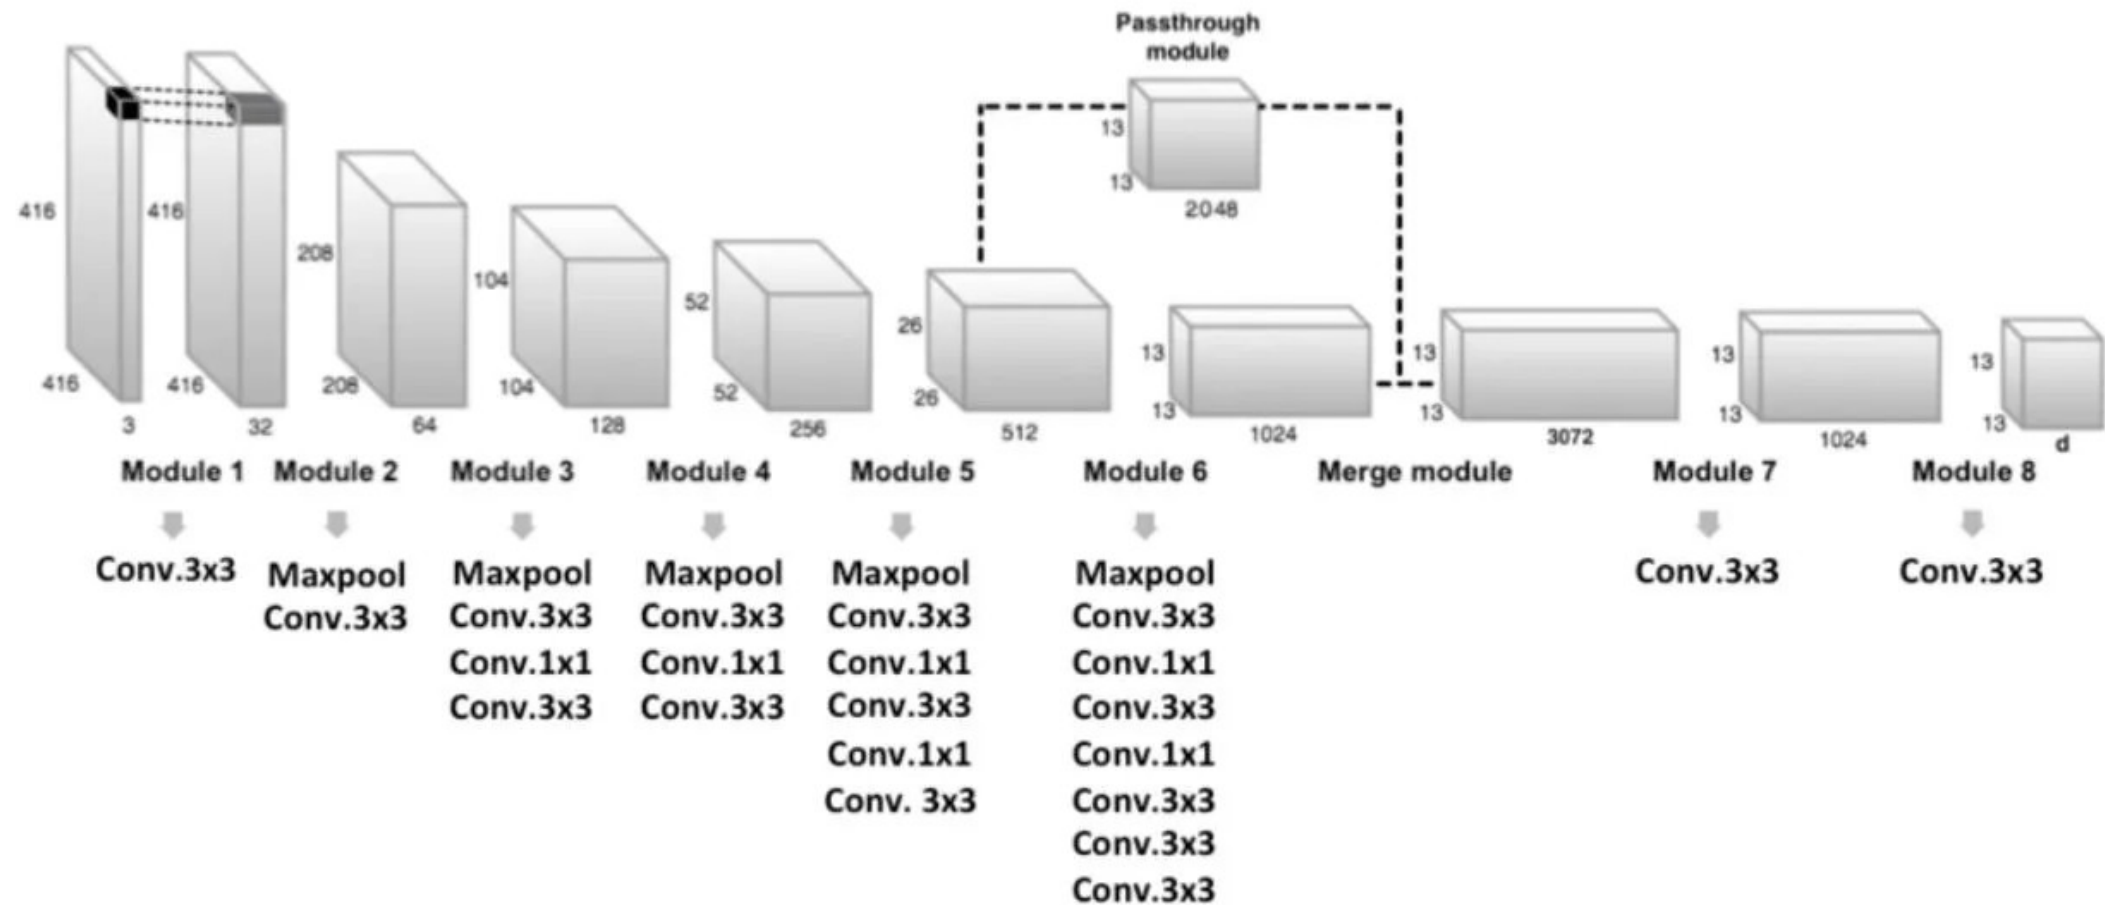 Passthrough
module
13
13
2048
416
416
3
416
416
32
208
208
64
104
104
128
52
52
256
26
26
512
13
13
1024
13
13
3072
13
13
1024
13
13
d
Module 1
Module 2
Module 3
Module 4
Module 5
Module 6
Merge module
Module 7
Module 8
Conv.3x3
Maxpool
Conv.3x3
Maxpool
Conv.3x3
Conv.1x1
Conv.3x3
Maxpool
Conv.3x3
Conv.1x1
Conv.3x3
Maxpool
Conv.3x3
Conv.1x1
Conv.3x3
Conv.1x1
Conv. 3x3
Maxpool
Conv.3x3
Conv.1x1
Conv.3x3
Conv.1x1
Conv.3x3
Conv.3x3
Conv.3x3
Conv.3x3
Conv.3x3